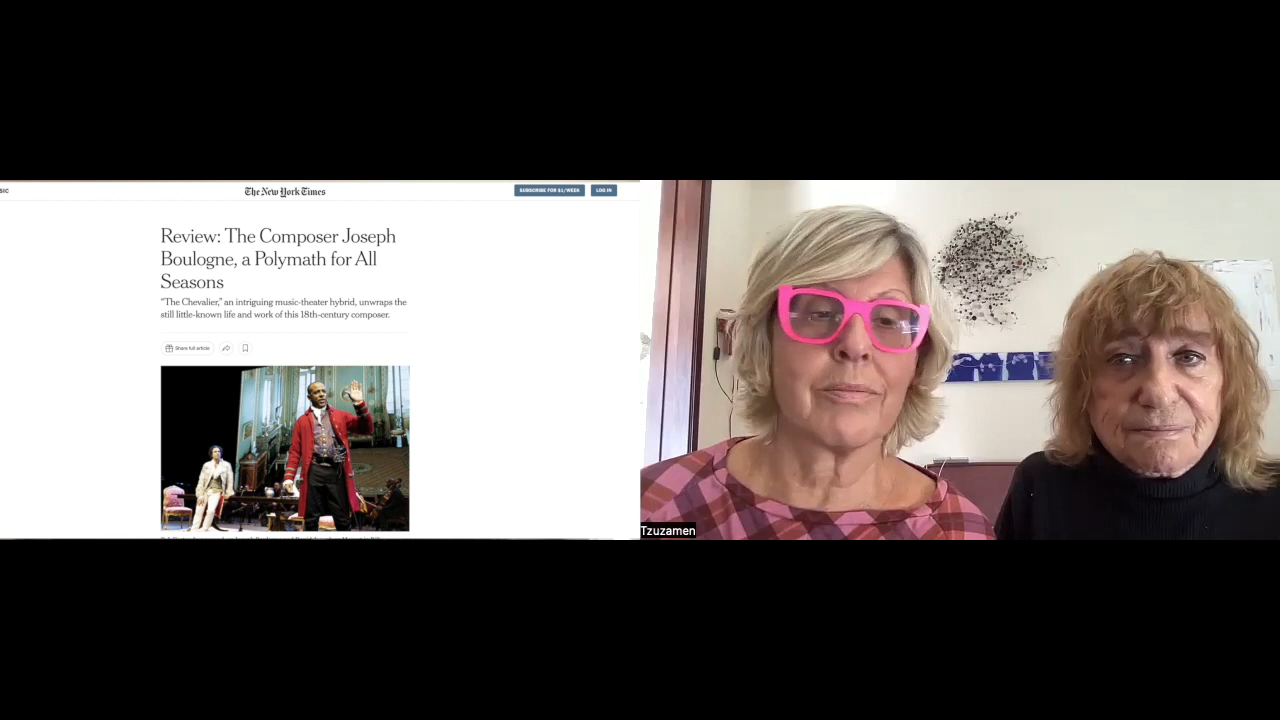 SIC
The New York Times
SUBSCRIBE FOR $1/WEEK
LOG IN
Review: The Composer Joseph
Boulogne, a Polymath for All
Seasons
“The Chevalier,” an intriguing music-theater hybrid, unwraps the
still little-known life and work of this 18th-century composer.
Share full article
Tzuzamen